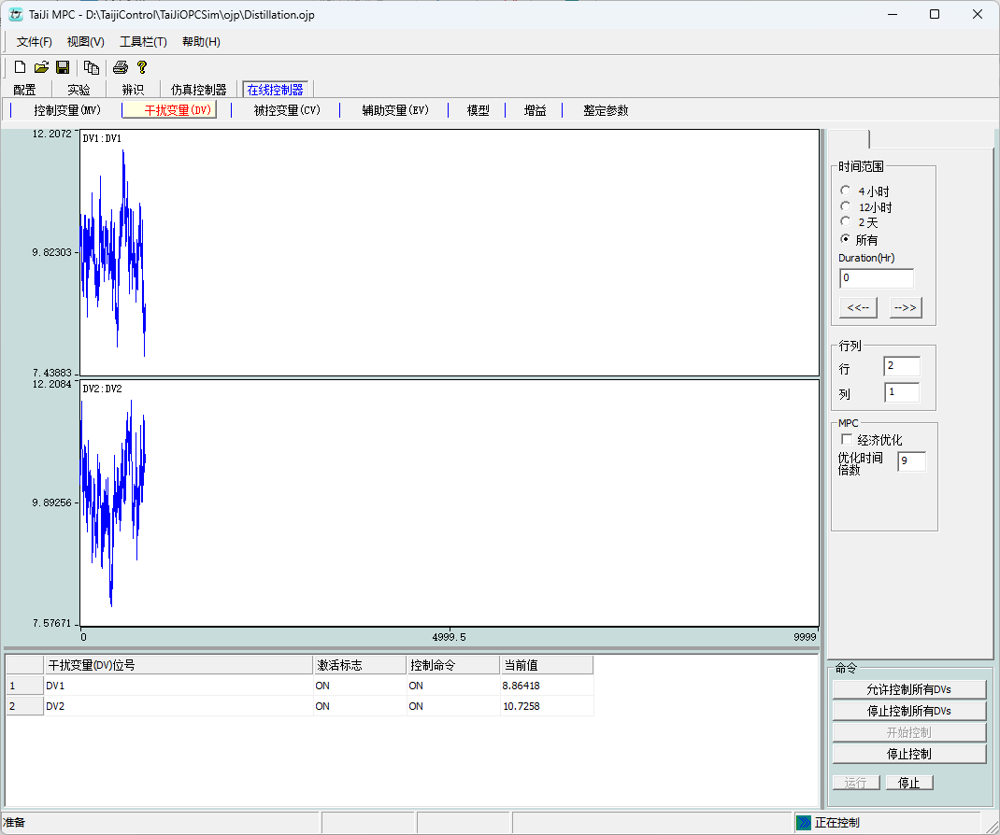 TaiJi MPC - D:\TaijiControl\TaiJiOPCSim\ojp\Distillation.ojp
文件(F) 视图(V) 工具栏(T) 帮助(H)
配置 实验 辨识 仿真控制器 在线控制器
控制变量(MV) 干扰变量(DV) 被控变量(CV) 辅助变量(EV) 模型 增益 整定参数
12.2072
DV1:DV1
9.82303
7.43883
12.2084
DV2:DV2
9.89256
7.57671
0 4999.5 9999
时间范围
4 小时
12小时
2 天
所有
Duration(Hr)
0
<<-- -->>
行列
行 2
列 1
MPC
经济优化
优化时间
倍数 9
干扰变量(DV)位号 激活标志 控制命令 当前值
1 DV1 ON ON 8.86418
2 DV2 ON ON 10.7258
命令
允许控制所有DVs
停止控制所有DVs
开始控制
停止控制
运行 停止
准备 正在控制